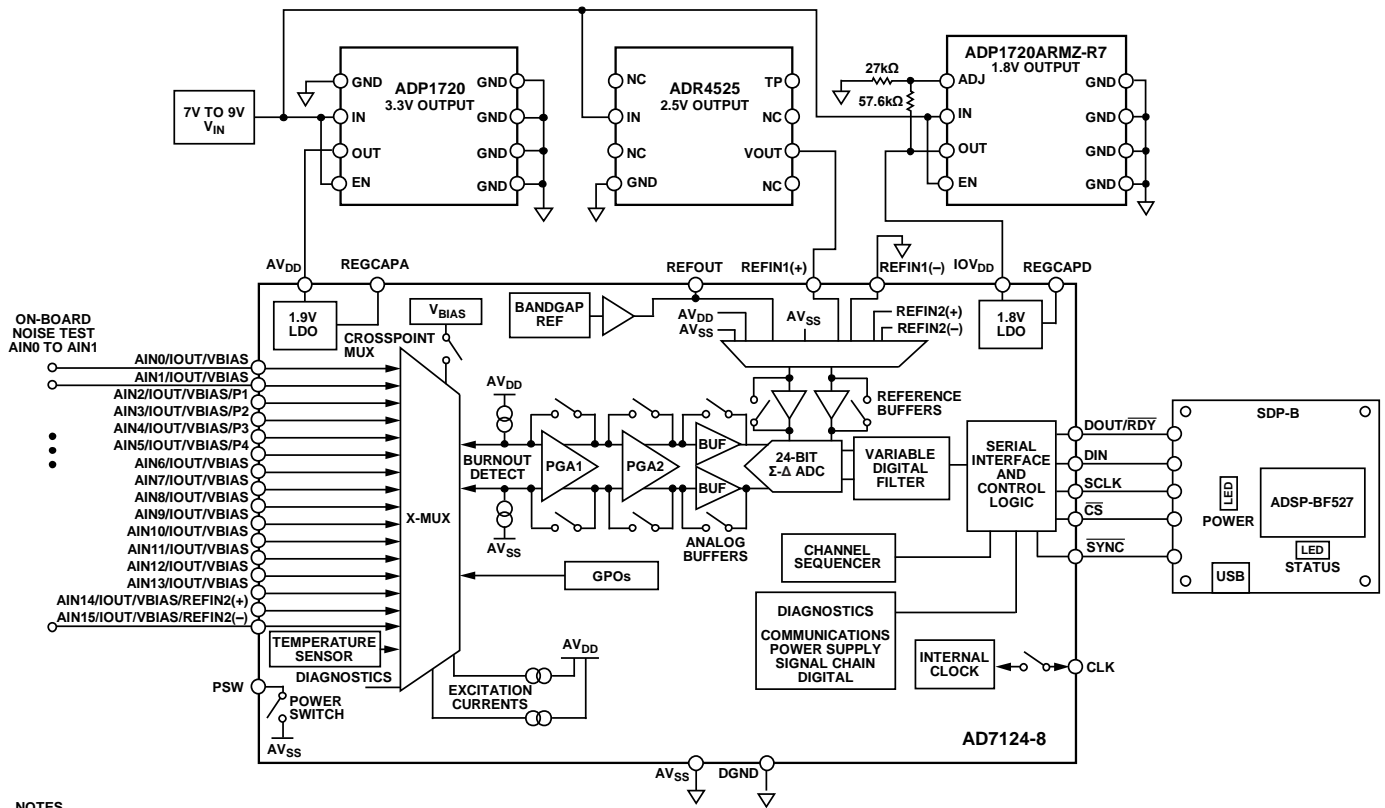 ADP1720
3.3V OUTPUT
GND
IN
OUT
EN
GND
GND
GND
GND
ADR4525
2.5V OUTPUT
NC
IN
NC
GND
TP
NC
VOUT
NC
ADP1720ARMZ-R7
1.8V OUTPUT
27kΩ
57.6kΩ
ADJ
IN
OUT
EN
GND
GND
GND
GND
7V TO 9V
VIN
AVDD
REGCAPA
REFOUT
REFIN1(+)
REFIN1(–)
IOVDD
REGCAPD
1.9V
LDO
VBIAS
CROSSPOINT
MUX
BANDGAP
REF
AVDD
AVSS
AVSS
REFIN2(+)
REFIN2(–)
1.8V
LDO
ON-BOARD
NOISE TEST
AIN0 TO AIN1
AIN0/IOUT/VBIAS
AIN1/IOUT/VBIAS
AIN2/IOUT/VBIAS/P1
AIN3/IOUT/VBIAS/P2
AIN4/IOUT/VBIAS/P3
AIN5/IOUT/VBIAS/P4
AIN6/IOUT/VBIAS
AIN7/IOUT/VBIAS
AIN8/IOUT/VBIAS
AIN9/IOUT/VBIAS
AIN10/IOUT/VBIAS
AIN11/IOUT/VBIAS
AIN12/IOUT/VBIAS
AIN13/IOUT/VBIAS
AIN14/IOUT/VBIAS/REFIN2(+)
AIN15/IOUT/VBIAS/REFIN2(–)
X-MUX
AVDD
BURNOUT
DETECT
AVSS
PGA1
PGA2
BUF
BUF
ANALOG
BUFFERS
REFERENCE
BUFFERS
24-BIT
Σ-Δ ADC
VARIABLE
DIGITAL
FILTER
SERIAL
INTERFACE
AND
CONTROL
LOGIC
DOUT/RDY
DIN
SCLK
CS
SYNC
SDP-B
LED
POWER
ADSP-BF527
LED
STATUS
USB
GPOs
CHANNEL
SEQUENCER
DIAGNOSTICS
COMMUNICATIONS
POWER SUPPLY
SIGNAL CHAIN
DIGITAL
INTERNAL
CLOCK
CLK
TEMPERATURE
SENSOR
DIAGNOSTICS
PSW
POWER
SWITCH
AVSS
EXCITATION
CURRENTS
AVDD
AD7124-8
AVSS
DGND
NOTES